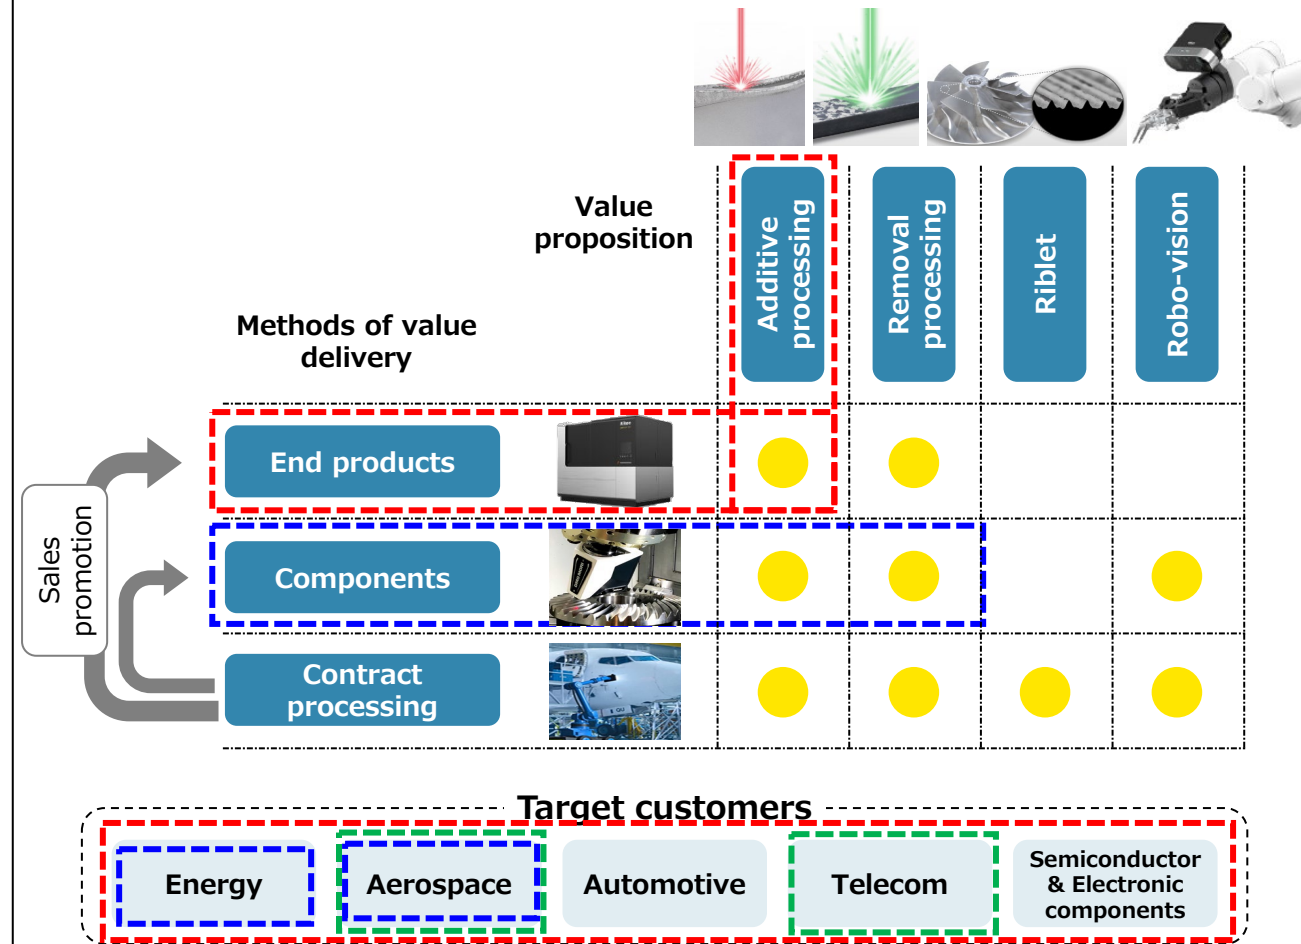 Value
proposition
Additive
processing
Removal
processing
Riblet
Robo-vision
Methods of value
delivery
End products
Components
Contract
processing
Sales
promotion
Target customers
Energy
Aerospace
Automotive
Telecom
Semiconductor
& Electronic
components